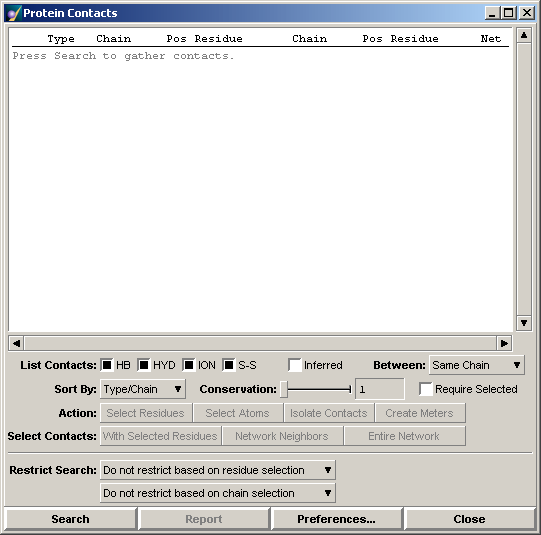 Protein Contacts
Type Chain Pos Residue Chain Pos Residue Net
Press Search to gather contacts.
List Contacts: HB HYD ION S-S Inferred Between: Same Chain
Sort By: Type/Chain Conservation: 1 Require Selected
Action: Select Residues Select Atoms Isolate Contacts Create Meters
Select Contacts: With Selected Residues Network Neighbors Entire Network
Restrict Search: Do not restrict based on residue selection
Do not restrict based on chain selection
Search Report Preferences... Close